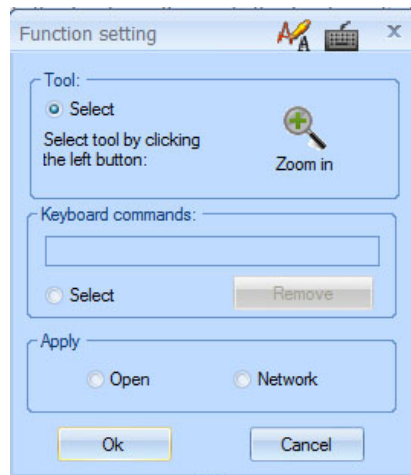 Function setting
Tool:
Select
Select tool by clicking
the left button:
Zoom in
Keyboard commands:
Select
Remove
Apply
Open
Network
Ok
Cancel